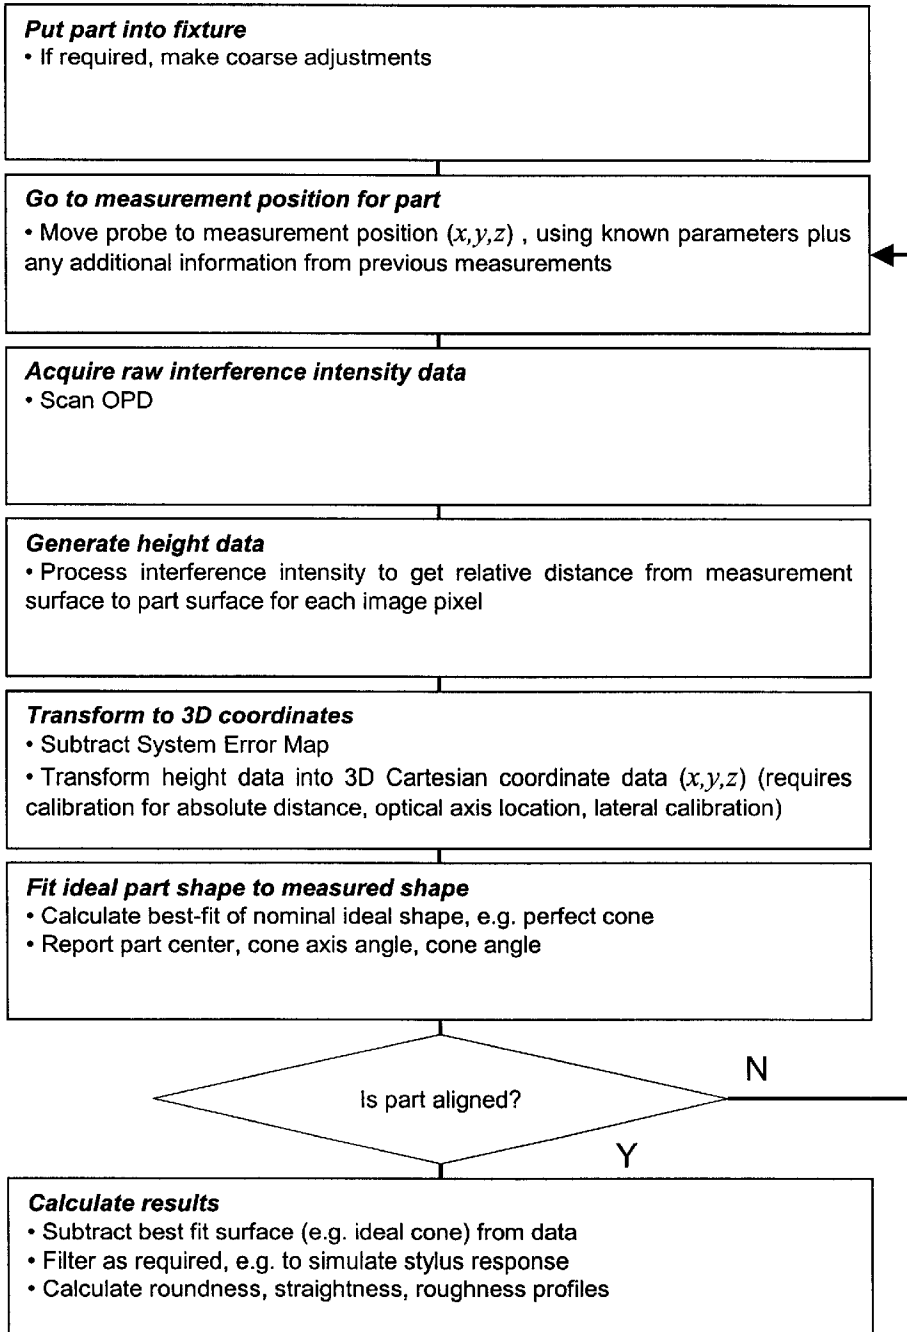 Put part into fixture
• If required, make coarse adjustments
Go to measurement position for part
• Move probe to measurement position (x,y,z) , using known parameters plus
any additional information from previous measurements
Acquire raw interference intensity data
• Scan OPD
Generate height data
• Process interference intensity to get relative distance from measurement
surface to part surface for each image pixel
Transform to 3D coordinates
• Subtract System Error Map
• Transform height data into 3D Cartesian coordinate data (x,y,z) (requires
calibration for absolute distance, optical axis location, lateral calibration)
Fit ideal part shape to measured shape
• Calculate best-fit of nominal ideal shape, e.g. perfect cone
• Report part center, cone axis angle, cone angle
N
Is part aligned?
Y
Calculate results
• Subtract best fit surface (e.g. ideal cone) from data
• Filter as required, e.g. to simulate stylus response
• Calculate roundness, straightness, roughness profiles